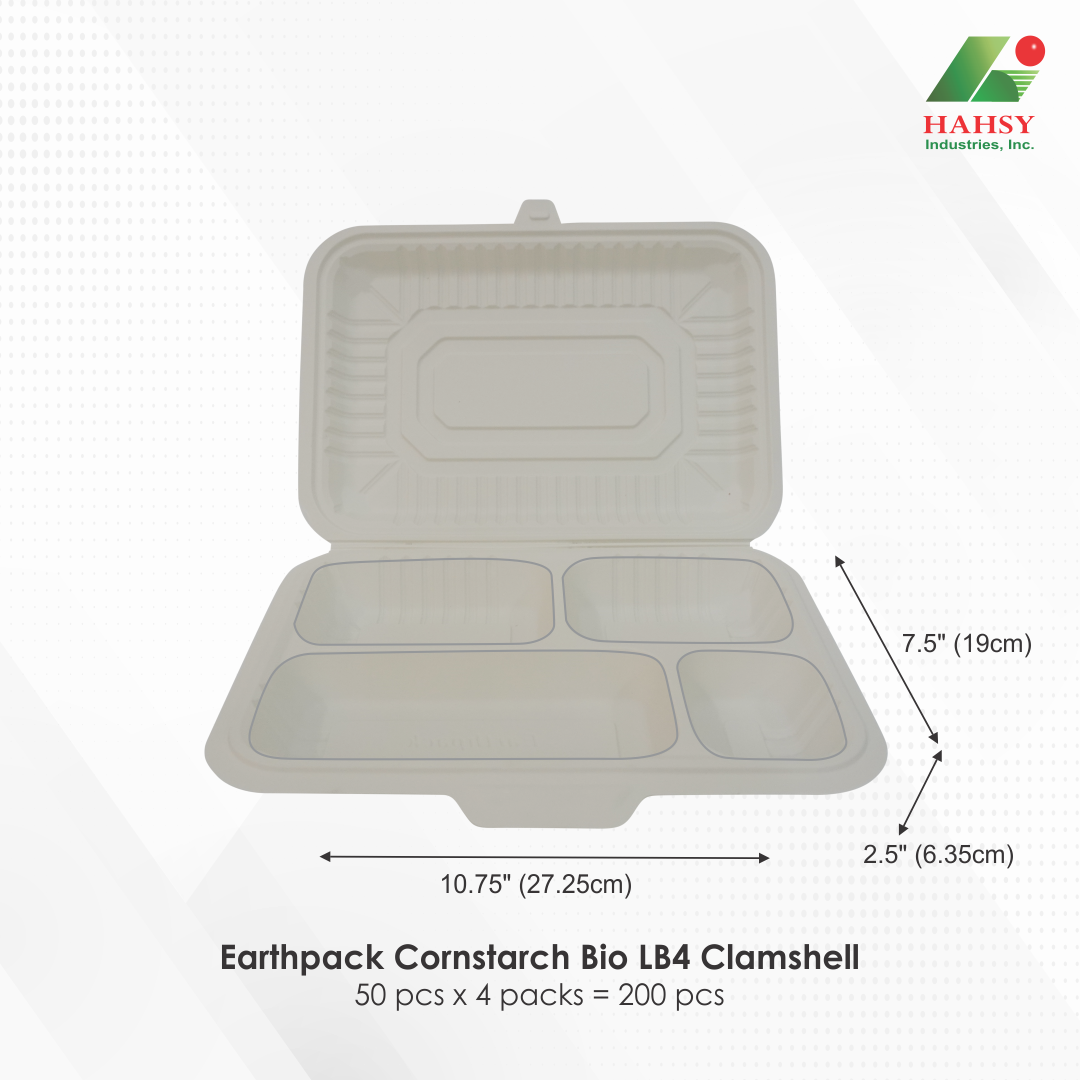 HAHSY
Industries, Inc.
7.5" (19cm)
2.5" (6.35cm)
10.75" (27.25cm)
Earthpack Cornstarch Bio LB4 Clamshell
50 pcs x 4 packs = 200 pcs